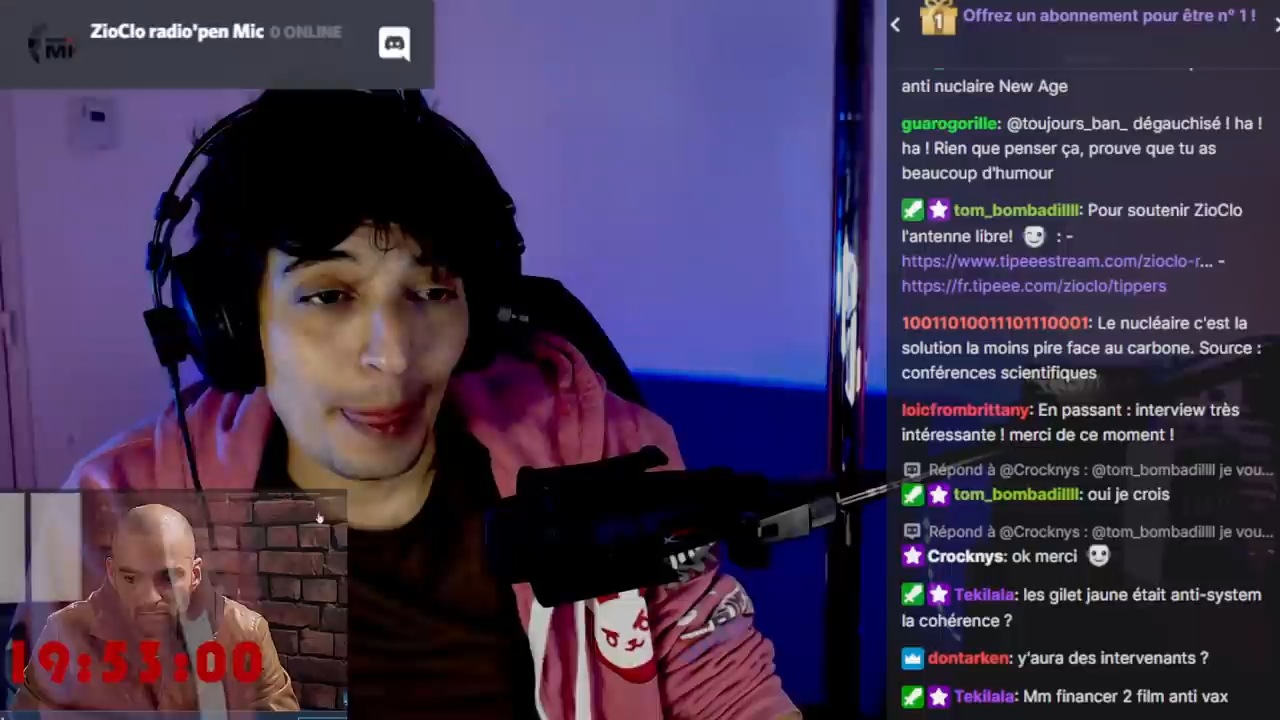 ZioClo radio'pen Mic 0 ONLINE
MI
19:53:00
1 Offrez un abonnement pour être n° 1 !
anti nuclaire New Age
guarogorille: @toujours_ban_ dégauchisé ! ha !
ha ! Rien que penser ça, prouve que tu as
beaucoup d'humour
tom_bombadillll: Pour soutenir ZioClo
l'antenne libre! : -
https://www.tipeeestream.com/zioclo-r... -
https://fr.tipeee.com/zioclo/tippers
10011010011101110001: Le nucléaire c'est la
solution la moins pire face au carbone. Source :
conférences scientifiques
loicfrombrittany: En passant : interview très
intéressante ! merci de ce moment !
Répond à @Crocknys : @tom_bombadillll je vou...
tom_bombadillll: oui je crois
Répond à @Crocknys : @tom_bombadillll je vou...
Crocknys: ok merci
Tekilala: les gilet jaune était anti-system
la cohérence ?
dontarken: y'aura des intervenants ?
Tekilala: Mm financer 2 film anti vax